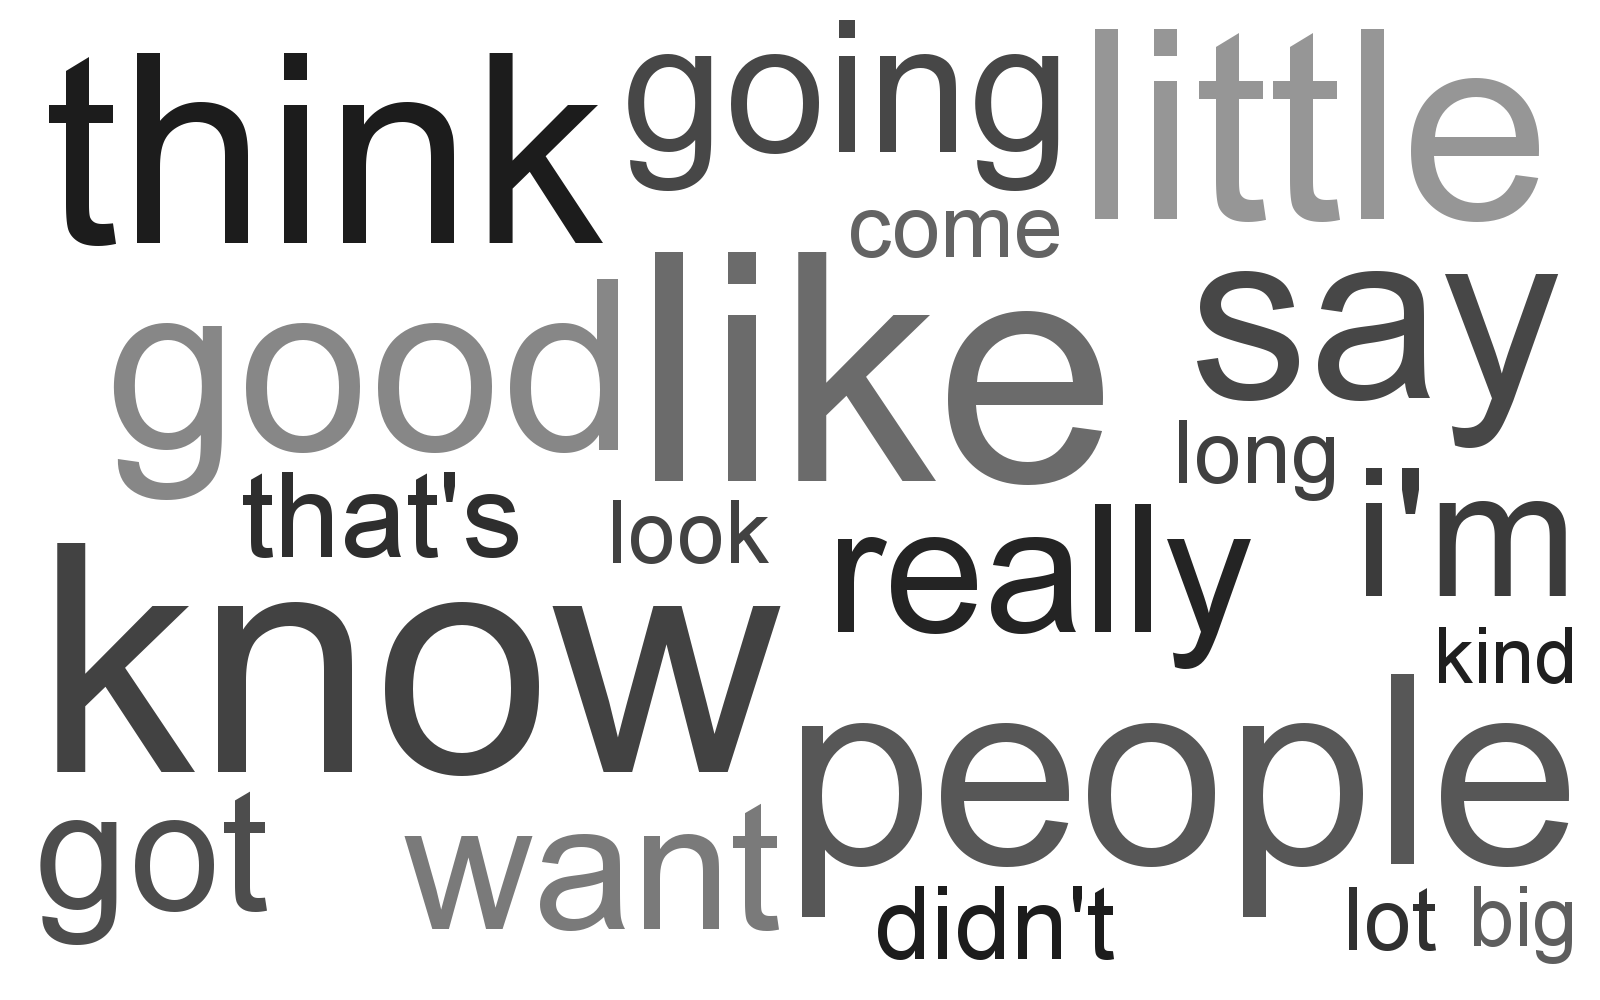 think going little
come
good like say
long
that's look really i'm
know kind
people
got want
didn't lot big